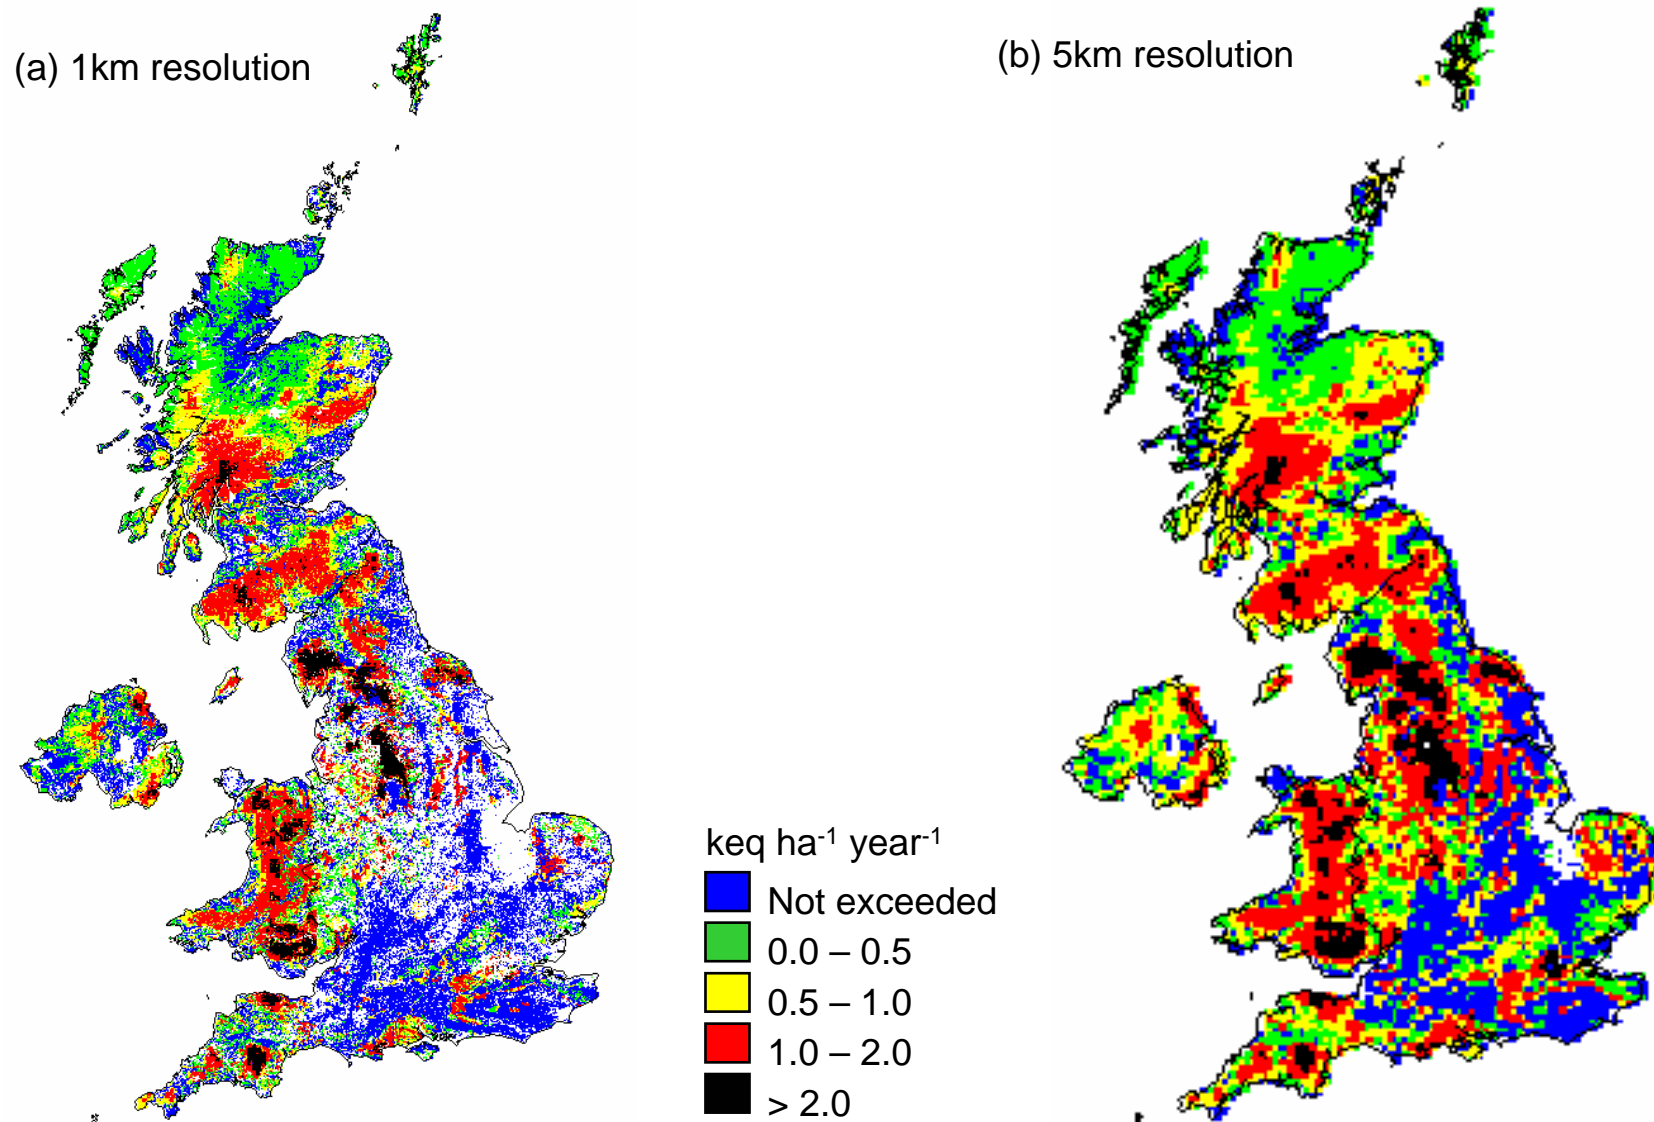 (a) 1km resolution
(b) 5km resolution
keq ha⁻¹ year⁻¹
Not exceeded
0.0 – 0.5
0.5 – 1.0
1.0 – 2.0
> 2.0